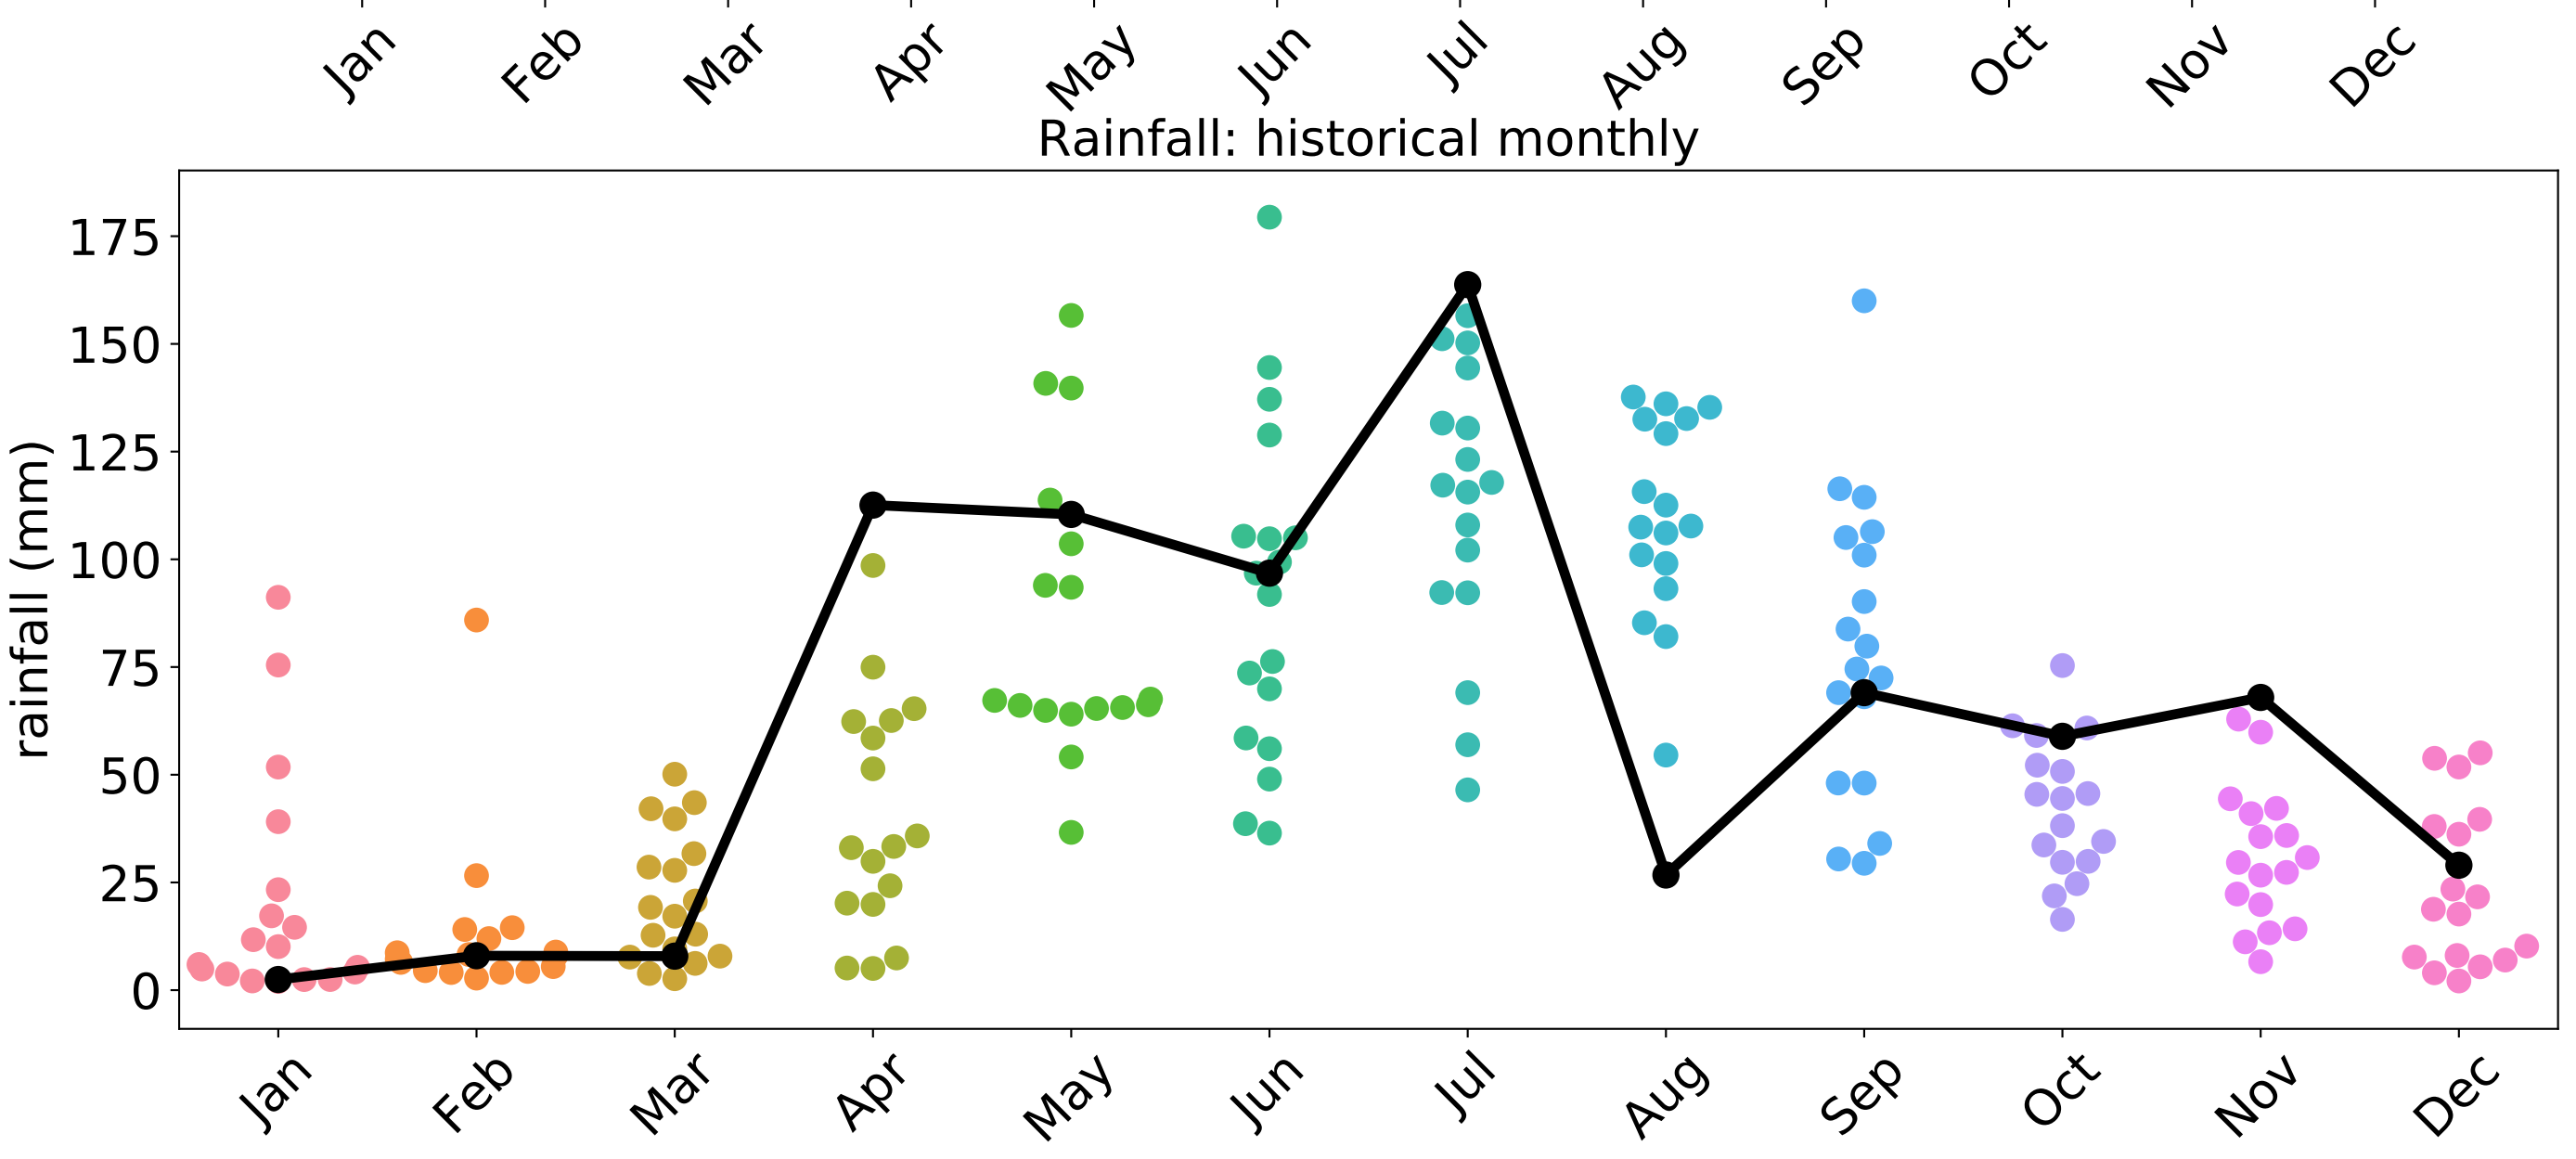 Jan Feb Mar Apr May Jun Jul Aug Sep Oct Nov Dec
Rainfall: historical monthly
rainfall (mm)
175
150
125
100
75
50
25
0
Jan Feb Mar Apr May Jun Jul Aug Sep Oct Nov Dec